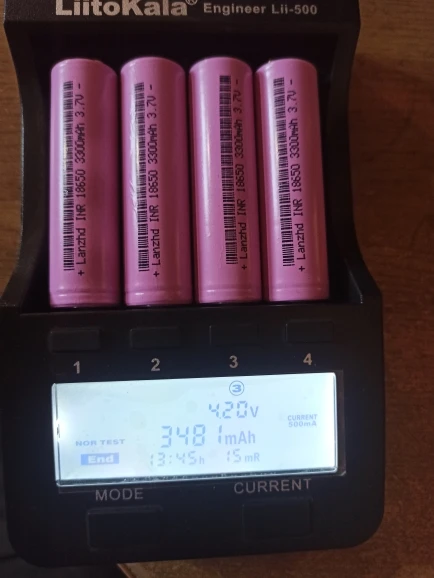 LiitoKala® Engineer Lii-500
+ Lanzhd INR 18650 3300mAh 3.7V -
+ Lanzhd INR 18650 3300mAh 3.7V -
+ Lanzhd INR 18650 3300mAh 3.7V -
+ Lanzhd INR 18650 3300mAh 3.7V -
1 2 3 4
3
4.20V
CURRENT
500mA
NOR TEST
3481mAh
End
13:45h 15mR
MODE CURRENT